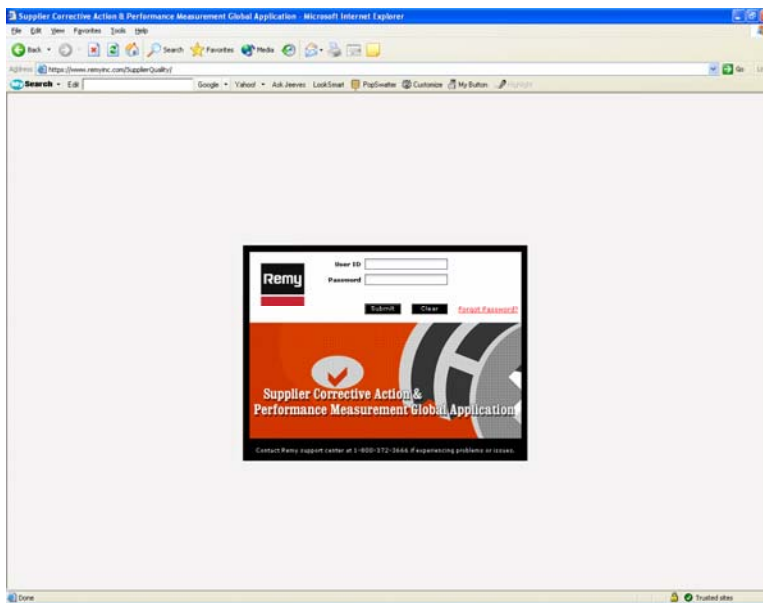 Supplier Corrective Action & Performance Measurement Global Application - Microsoft Internet Explorer
File Edit View Favorites Tools Help
Back Search Favorites Media
Address https://www.remyinc.com/SupplierQuality/ Go
Search Edit Google Yahoo! Ask Jeeves LookSmart PopSwatter Customize My Button Highlight
User ID
Remy
Password
Submit Clear Forgot Password?
Supplier Corrective Action &
Performance Measurement Global Application
Contact Remy support center at 1-800-372-3666 if experiencing problems or issues.
Done Trusted sites